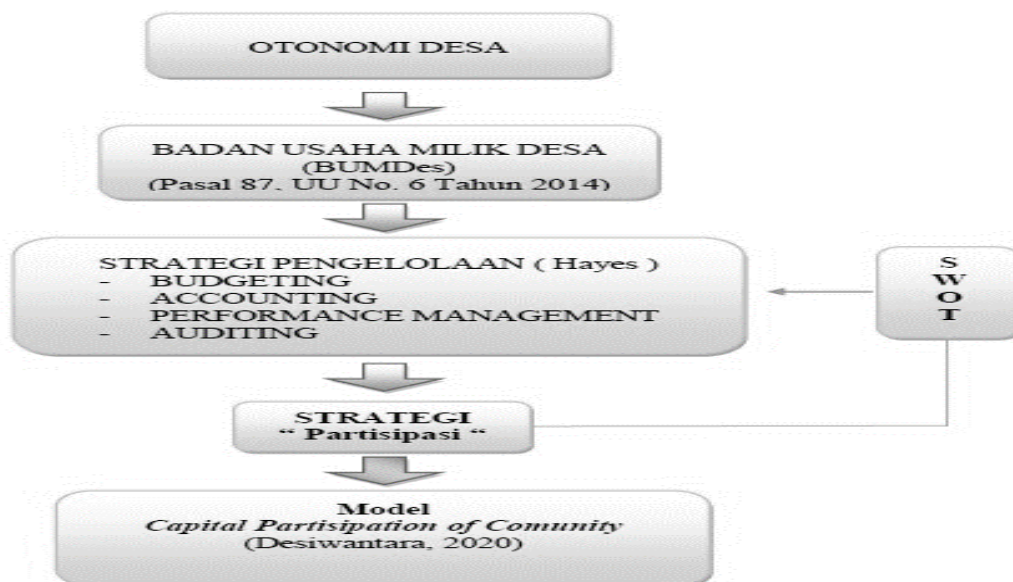 OTONOMI DESA
BADAN USAHA MILIK DESA
(BUMDes)
(Pasal 87, UU No. 6 Tahun 2014)
STRATEGI PENGELOLAAN ( Hayes )
- BUDGETING
- ACCOUNTING
- PERFORMANCE MANAGEMENT
- AUDITING
S
W
O
T
STRATEGI
“ Partisipasi “
Model
Capital Partisipation of Comunity
(Desiwantara, 2020)